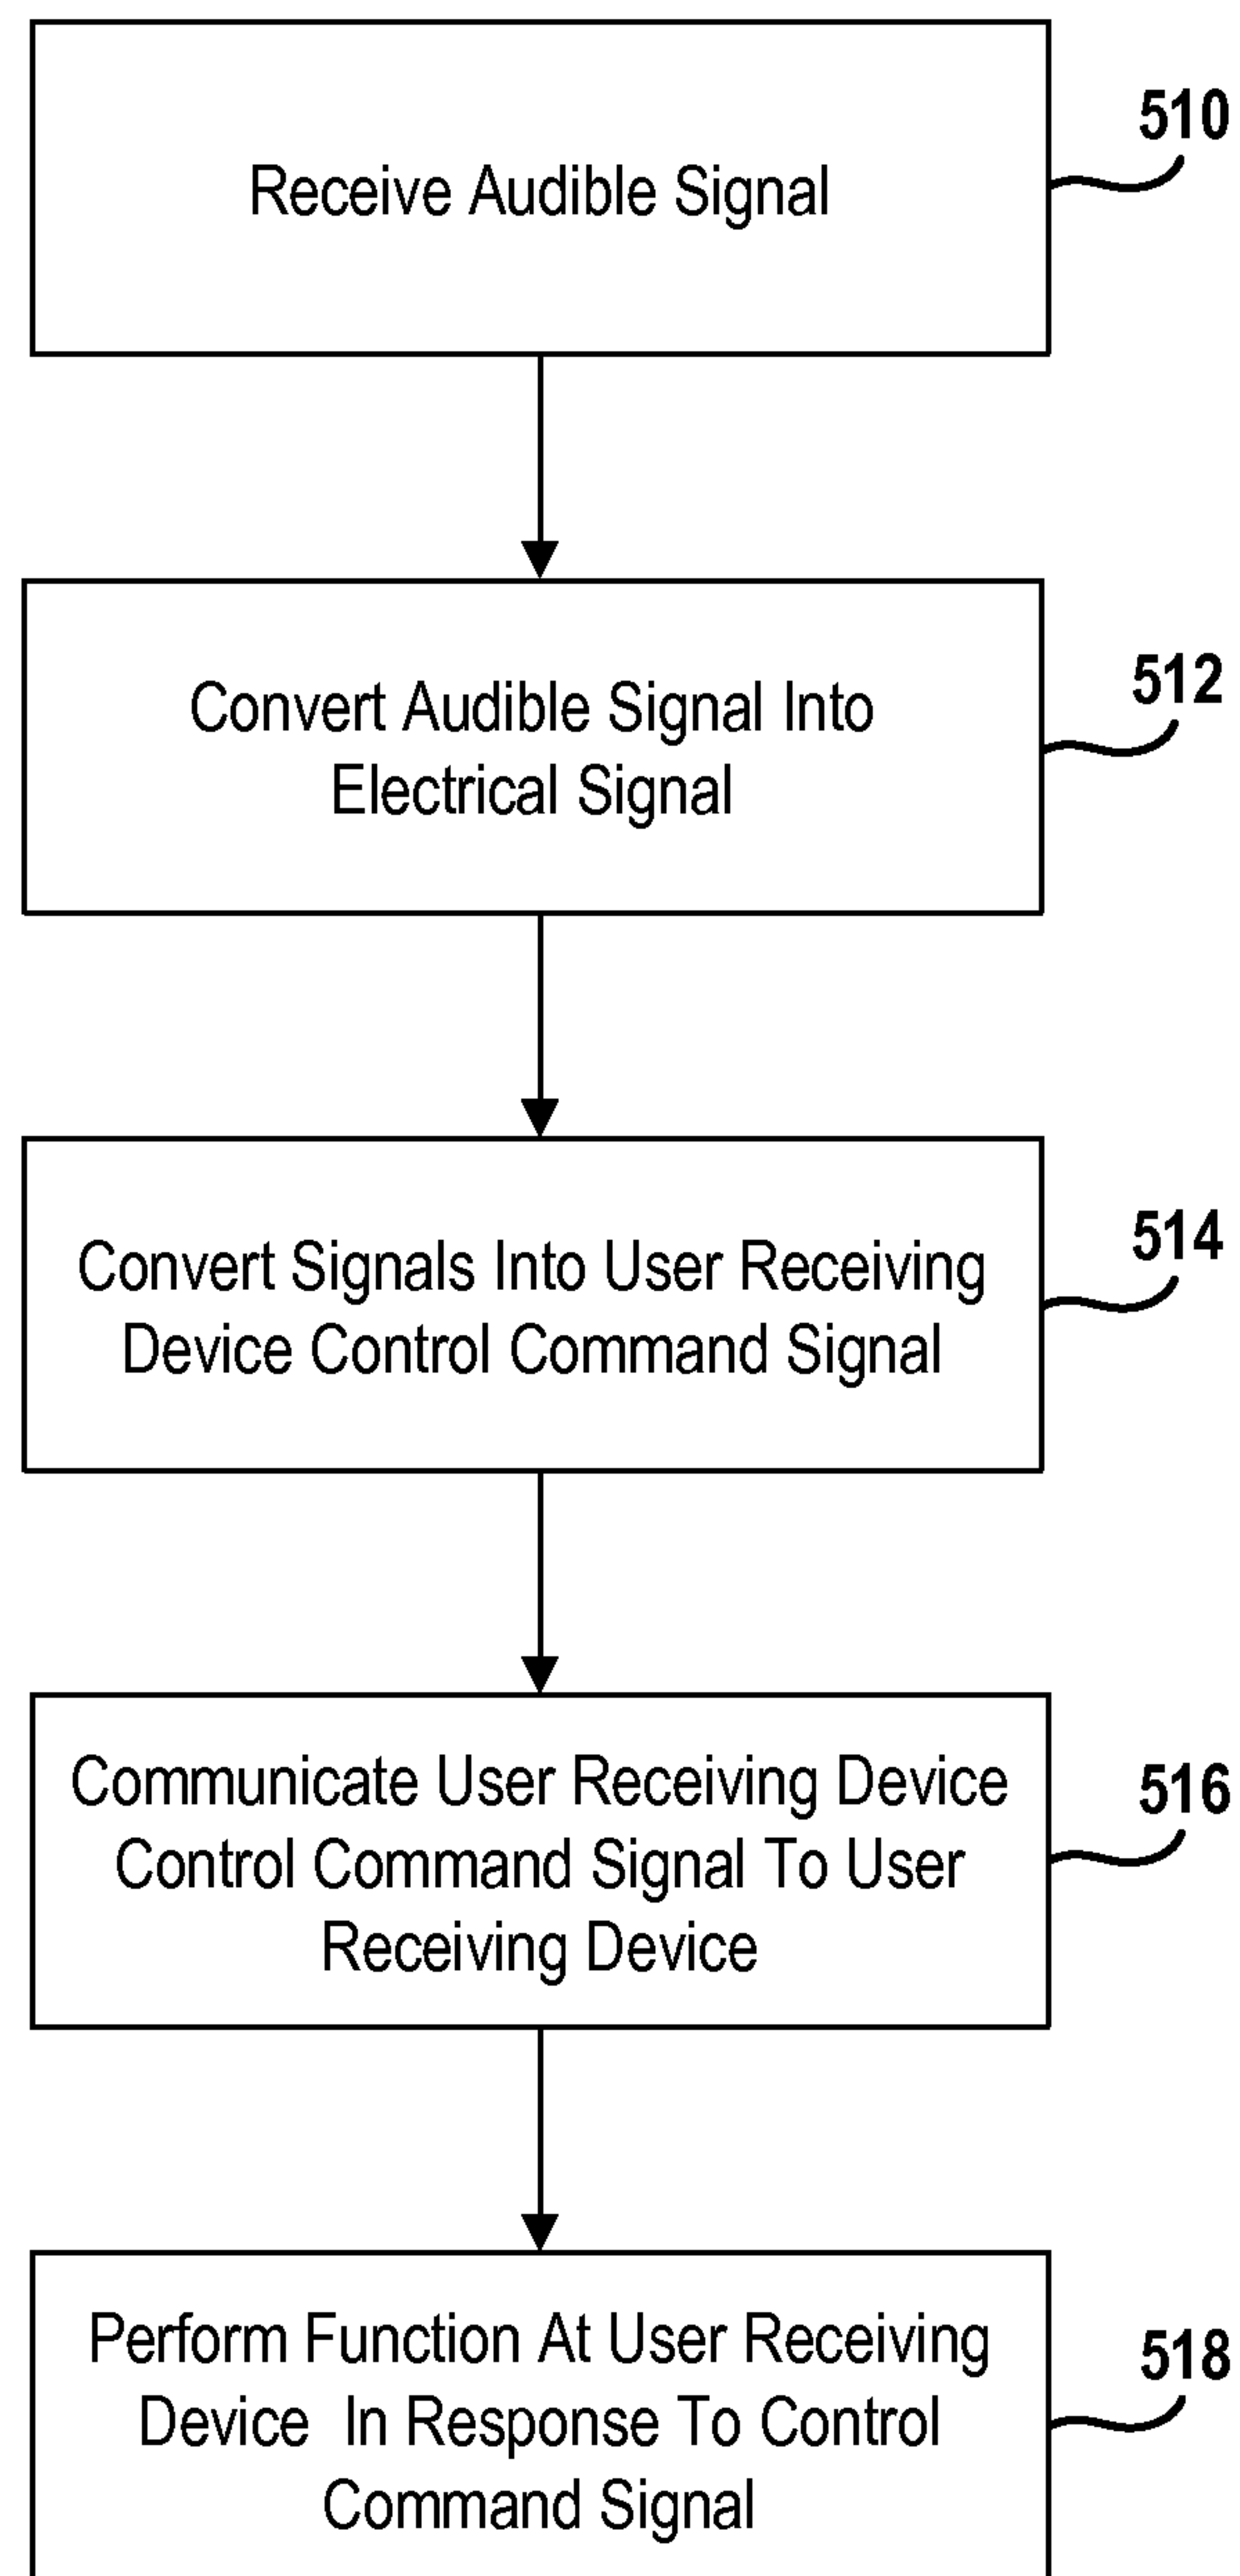 Receive Audible Signal
510
Convert Audible Signal Into
Electrical Signal
512
Convert Signals Into User Receiving
Device Control Command Signal
514
Communicate User Receiving Device
Control Command Signal To User
Receiving Device
516
Perform Function At User Receiving
Device In Response To Control
Command Signal
518